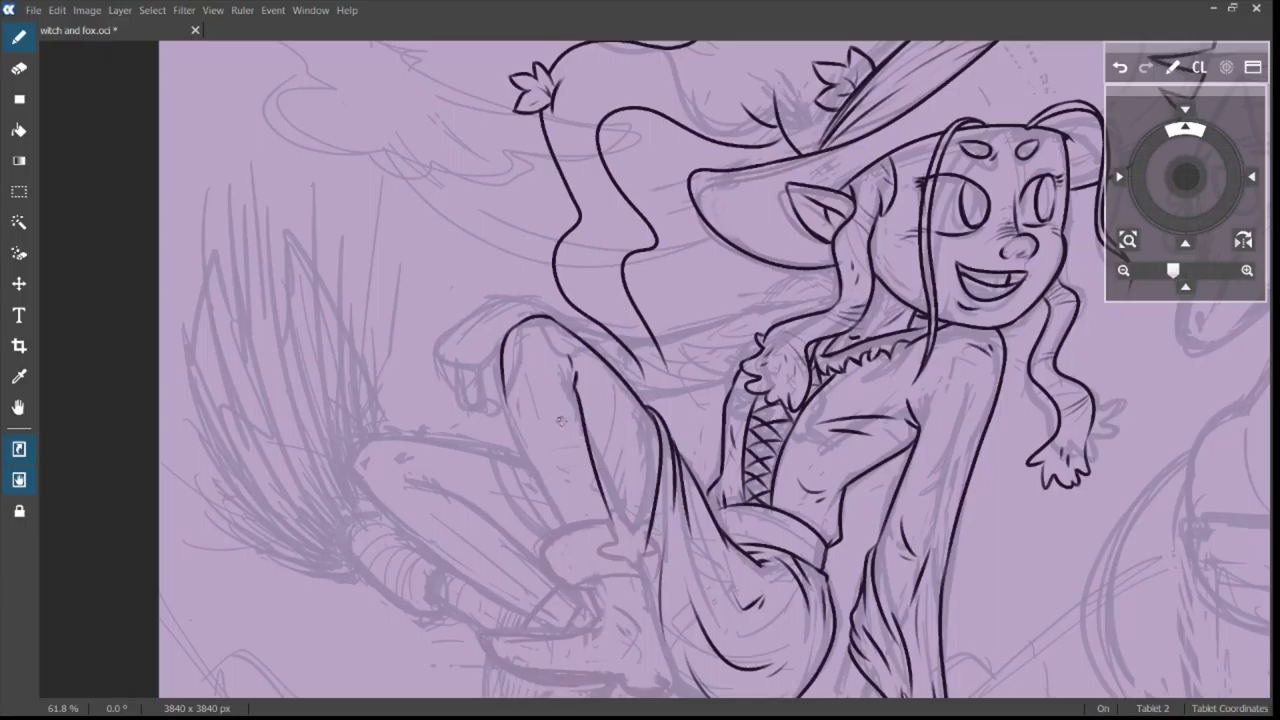 File Edit Image Layer Select Filter View Ruler Event Window Help
witch and fox.oci *
CL
61.8 % 0.0 ° 3840 x 3840 px On Tablet 2 Tablet Coordinates